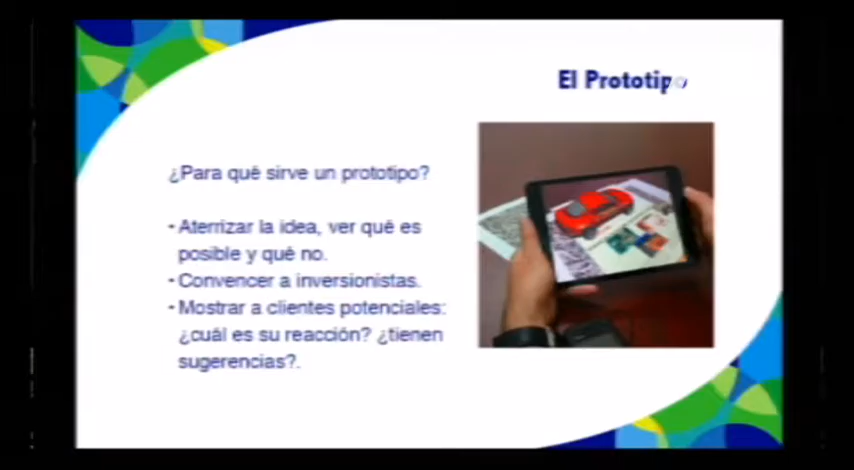 El Prototipo
¿Para qué sirve un prototipo?
- Aterrizar la idea, ver qué es
posible y qué no.
- Convencer a inversionistas.
- Mostrar a clientes potenciales:
¿cuál es su reacción? ¿tienen
sugerencias?.